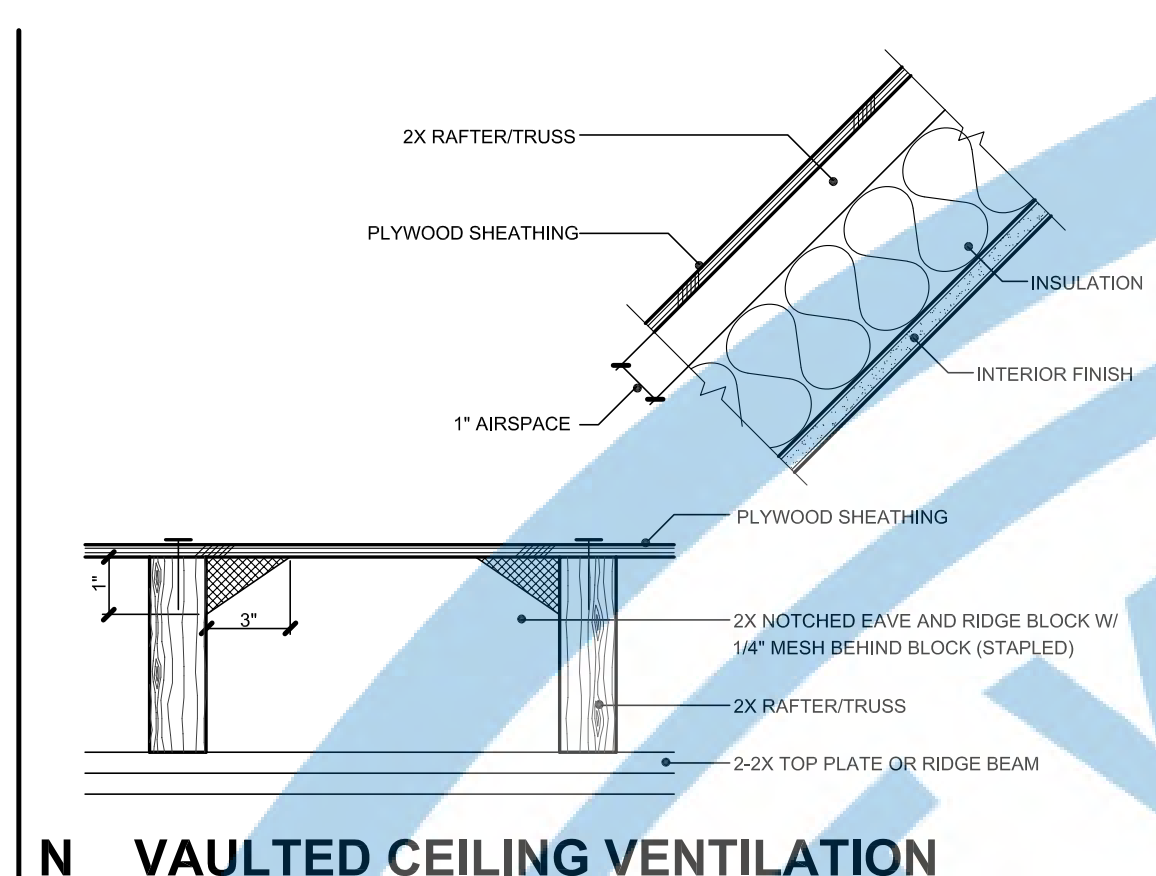 2X RAFTER/TRUSS
PLYWOOD SHEATHING
INSULATION
INTERIOR FINISH
1" AIRSPACE
PLYWOOD SHEATHING
1"
3"
2X NOTCHED EAVE AND RIDGE BLOCK W/
1/4" MESH BEHIND BLOCK (STAPLED)
2X RAFTER/TRUSS
2-2X TOP PLATE OR RIDGE BEAM
N VAULTED CEILING VENTILATION